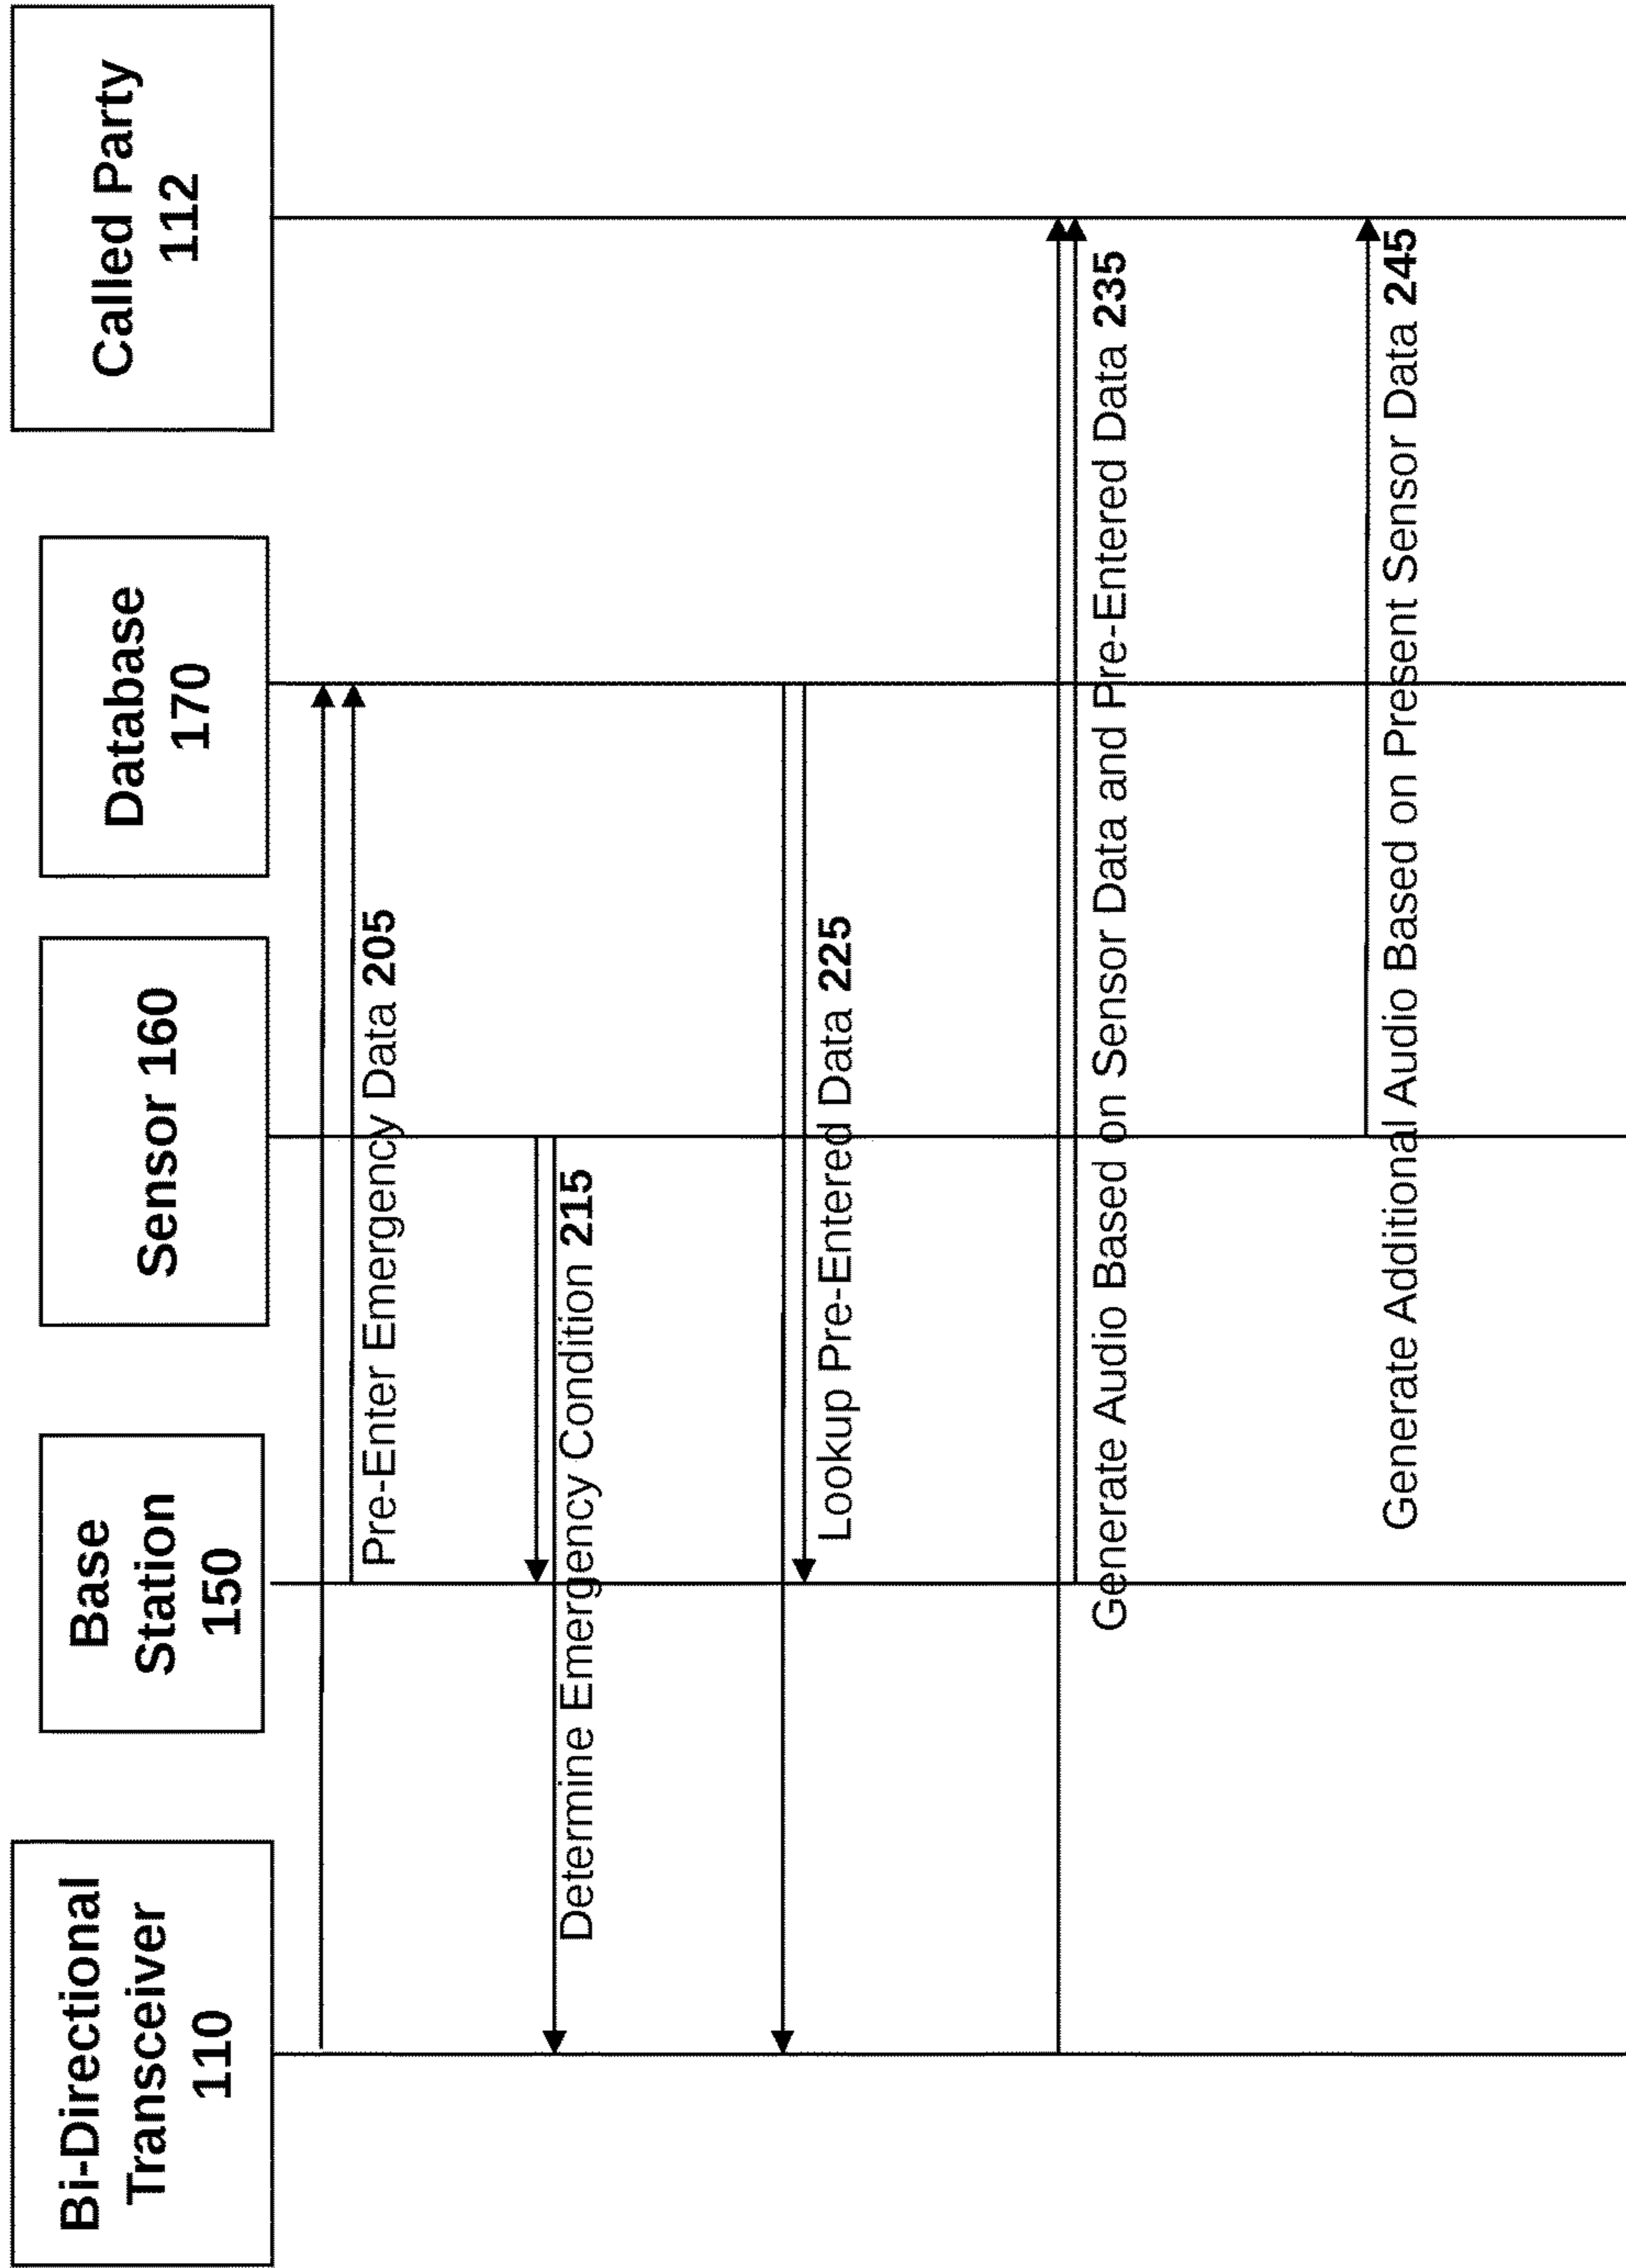 Bi-Directional
Transceiver
110
Base
Station
150
Sensor 160
Database
170
Called Party
112
Pre-Enter Emergency Data 205
Determine Emergency Condition 215
Lookup Pre-Entered Data 225
Generate Audio Based on Sensor Data and Pre-Entered Data 235
Generate Additional Audio Based on Present Sensor Data 245